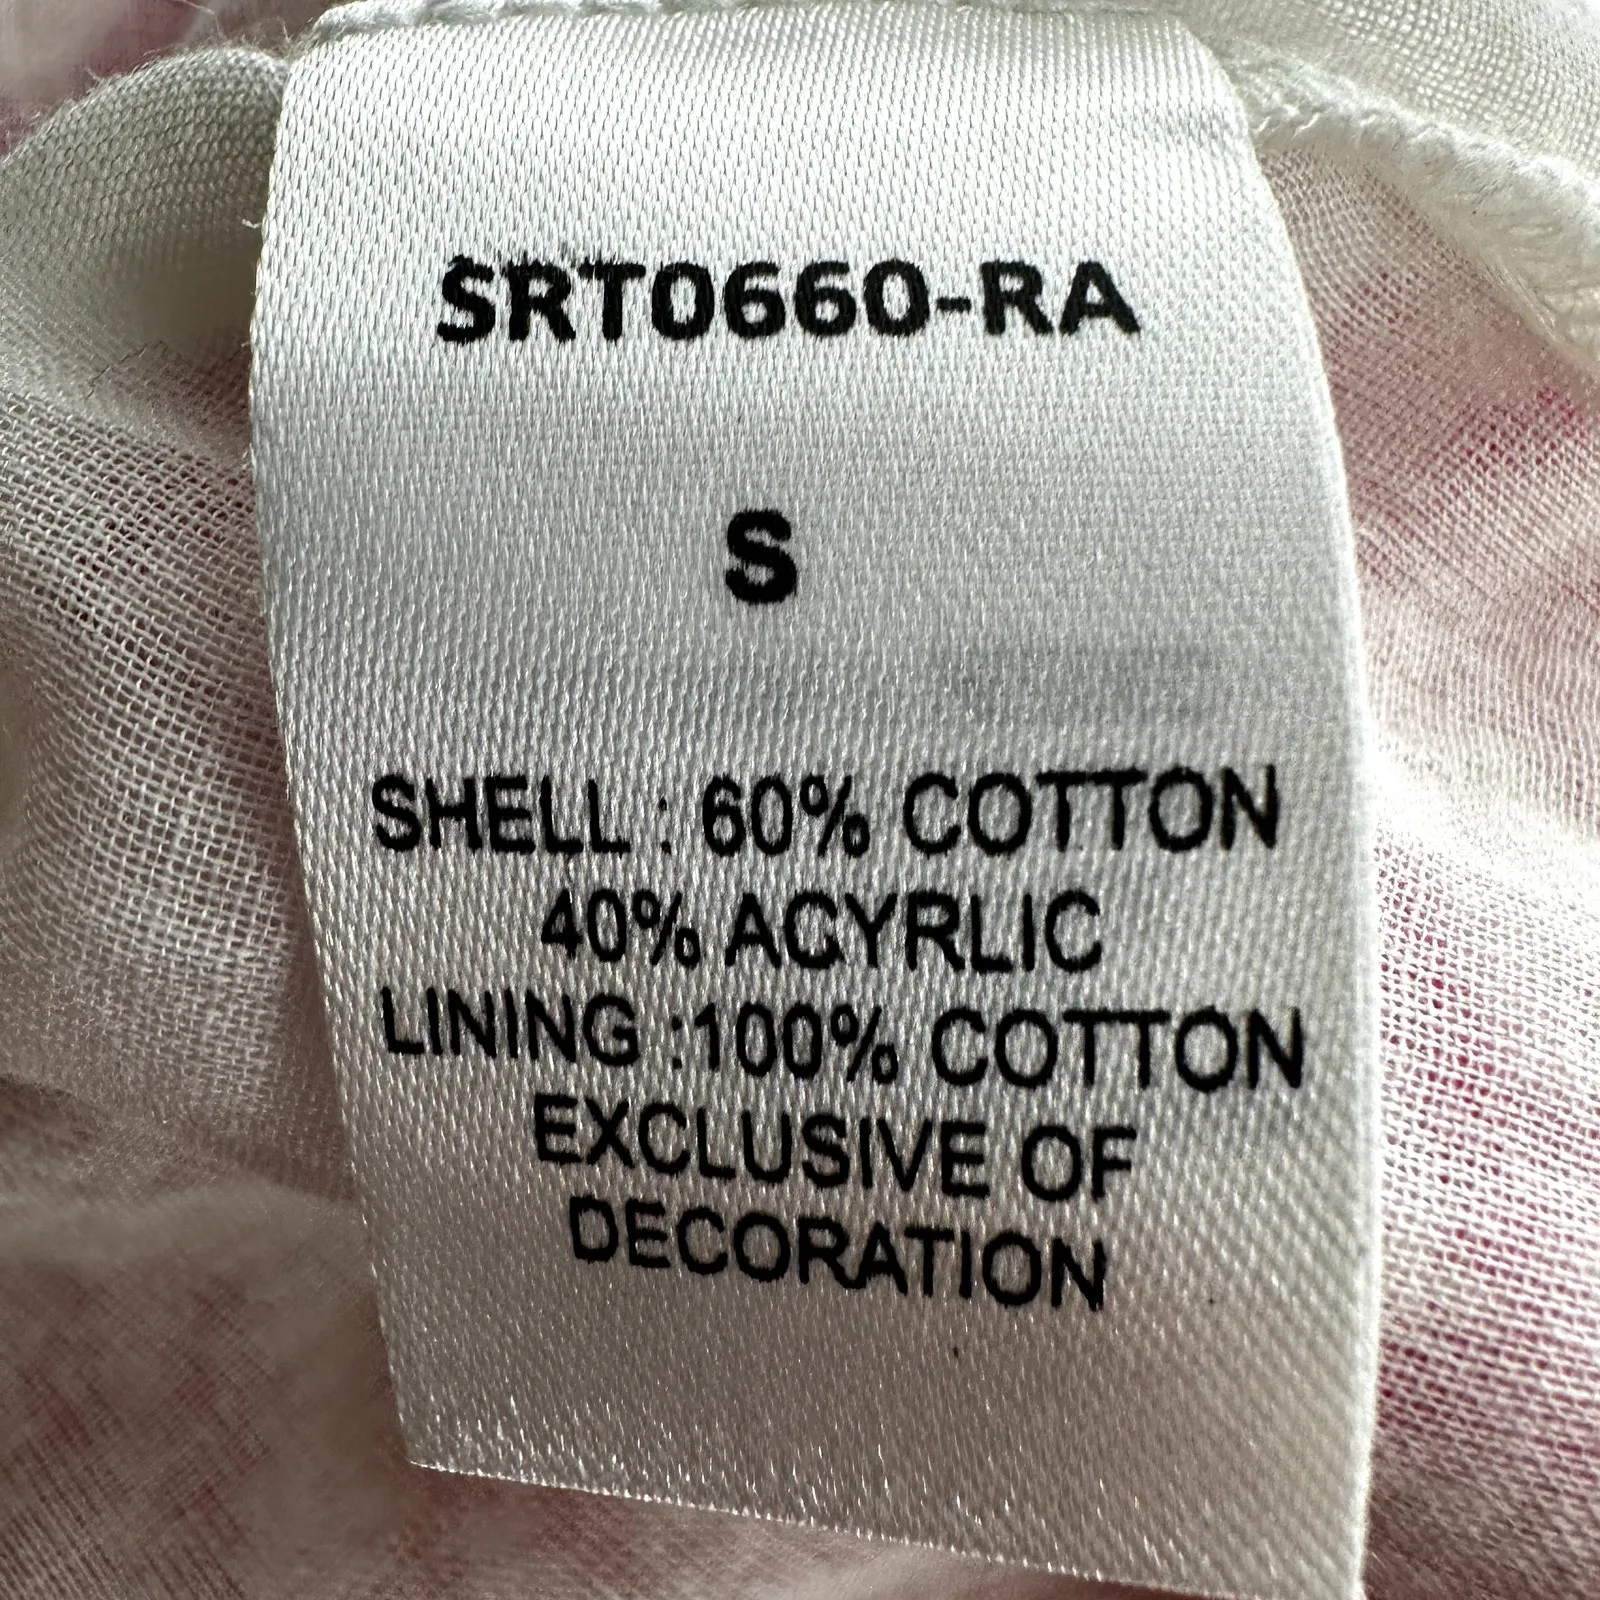 SRT0660-RA
S
SHELL : 60% COTTON
40% ACYRLIC
LINING :100% COTTON
EXCLUSIVE OF
DECORATION